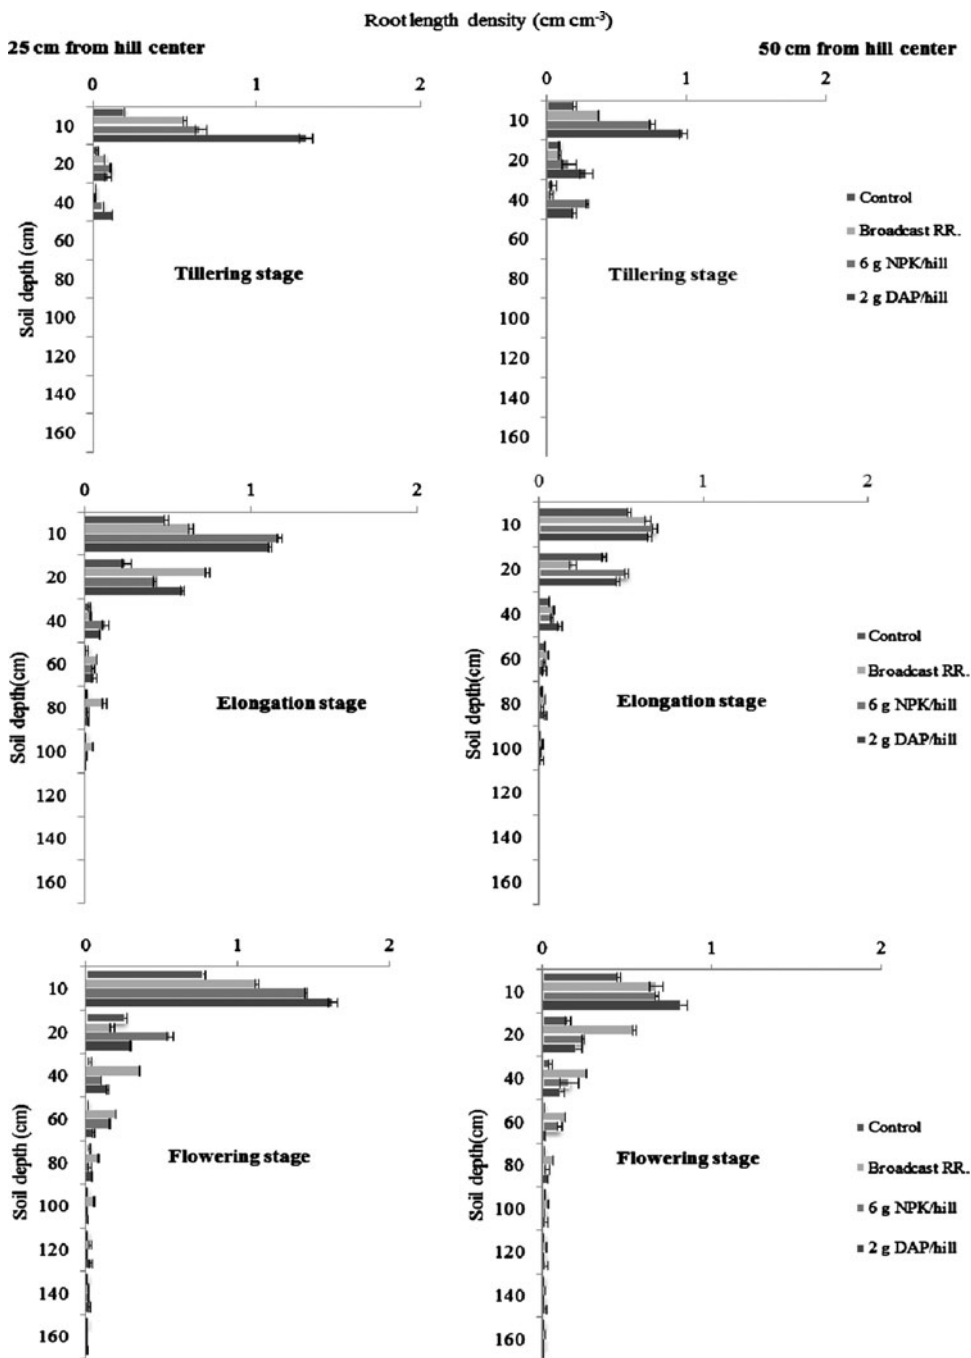 Root length density (cm cm-3)
25 cm from hill center
50 cm from hill center
0 1 2
10
20
40
60
80
100
120
140
160
Soil depth (cm)
Tillering stage
0 1 2
10
20
40
60
80
100
120
140
160
Tillering stage
Control
Broadcast RR.
6 g NPK/hill
2 g DAP/hill
0 1 2
10
20
40
60
80
100
120
140
160
Soil depth(cm)
Elongation stage
0 1 2
10
20
40
60
80
100
120
140
160
Soil depth(cm)
Elongation stage
Control
Broadcast RR.
6 g NPK/hill
2 g DAP/hill
0 1 2
10
20
40
60
80
100
120
140
160
Soil depth (cm)
Flowering stage
0 1 2
10
20
40
60
80
100
120
140
160
Soil depth(cm)
Flowering stage
Control
Broadcast RR.
6 g NPK/hill
2 g DAP/hill